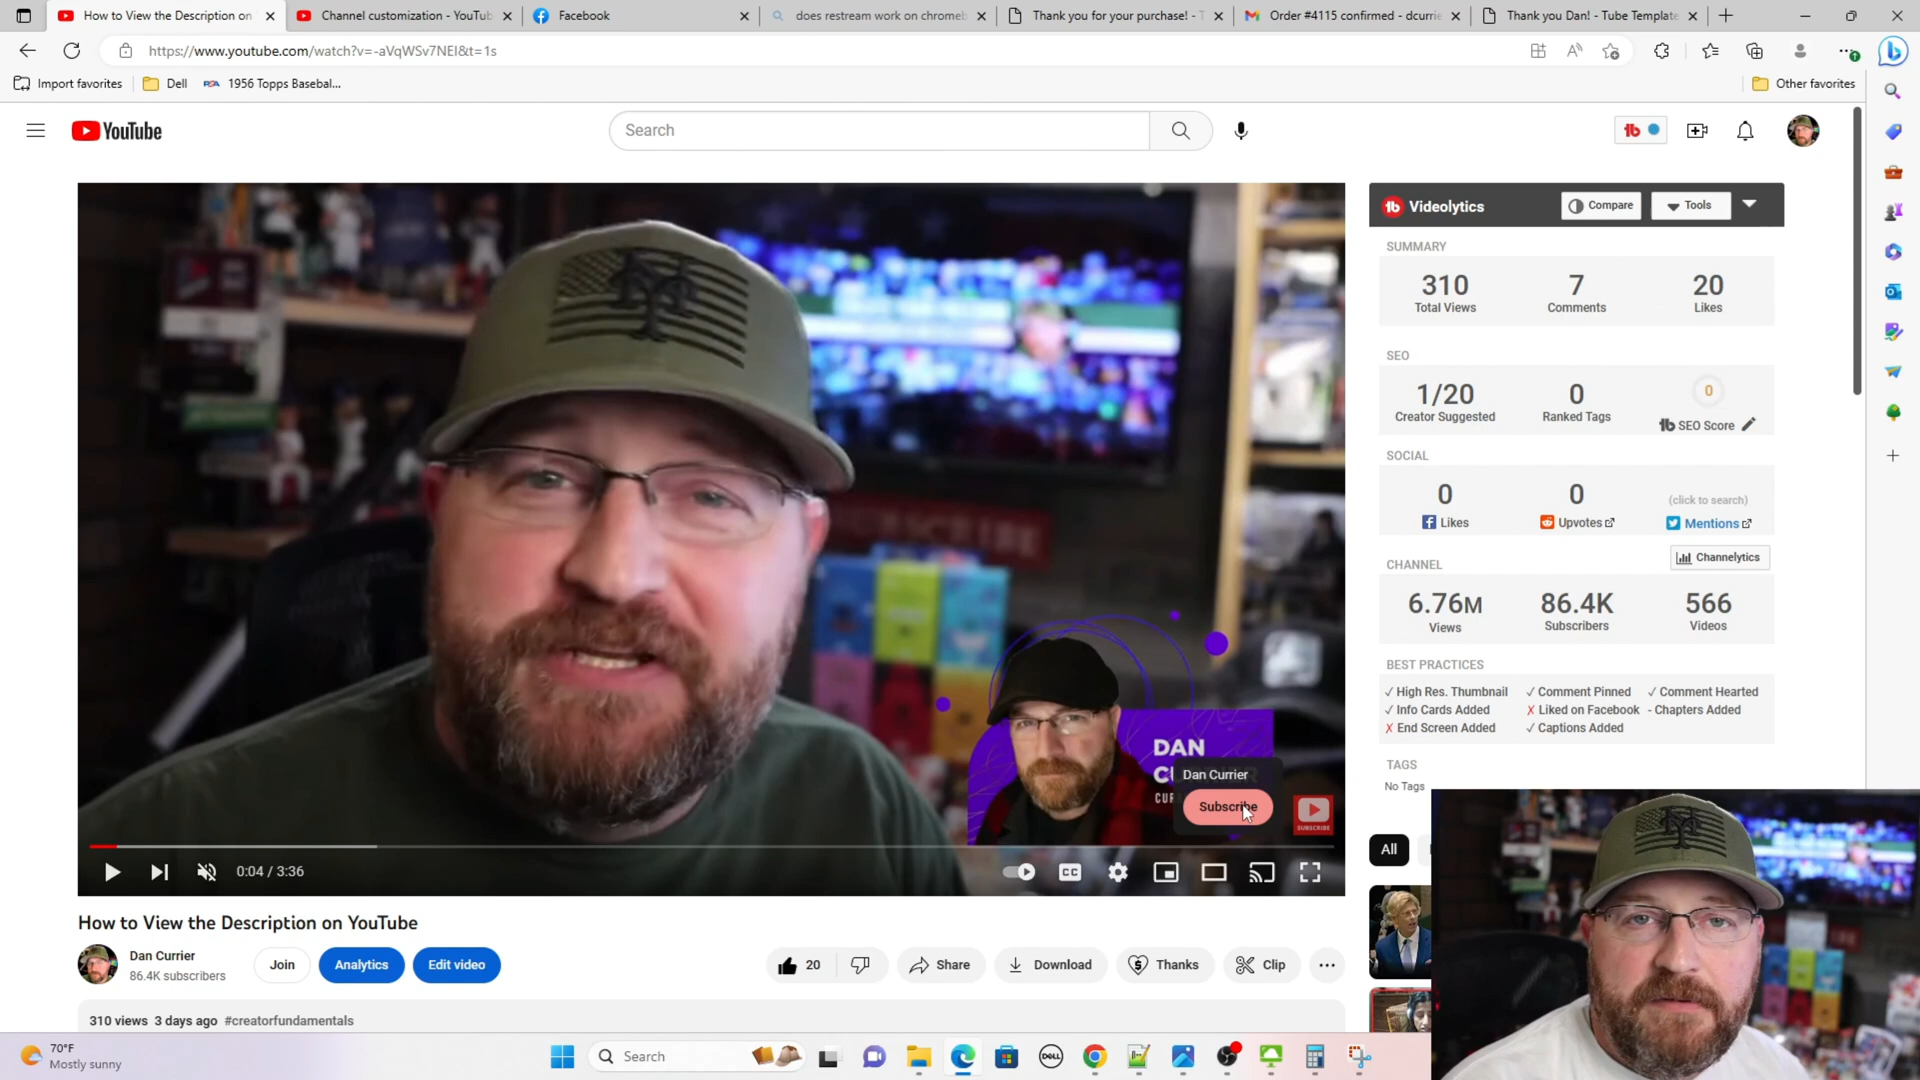 How to View the Description on
Channel customization - YouTub
Facebook
does restream work on chromeb
Thank you for your purchase! - T
Order #4115 confirmed - dcurrie
Thank you Dan! - Tube Template
https://www.youtube.com/watch?v=-aVqWSv7NEI&t=1s
Import favorites
Dell
PSA
1956 Topps Basebal...
Other favorites
YouTube
Search
tb
Videolytics
Compare
Tools
SUMMARY
310
7
20
Total Views
Comments
Likes
SEO
1/20
0
0
Creator Suggested
Ranked Tags
tb SEO Score
SOCIAL
0
0
(click to search)
Likes
Upvotes
Mentions
CHANNEL
Channelytics
6.76M
86.4K
566
Views
Subscribers
Videos
BEST PRACTICES
✓ High Res. Thumbnail
✓ Comment Pinned
✓ Comment Hearted
✓ Info Cards Added
✗ Liked on Facebook
- Chapters Added
✗ End Screen Added
✓ Captions Added
TAGS
No Tags
All
SUBSCRIBE
DAN
Dan Currier
CUR
Subscribe
SUBSCRIBE
0:04 / 3:36
CC
How to View the Description on YouTube
Dan Currier
86.4K subscribers
Join
Analytics
Edit video
20
Share
Download
Thanks
Clip
310 views 3 days ago #creatorfundamentals
70°F
Mostly sunny
Search
DELL